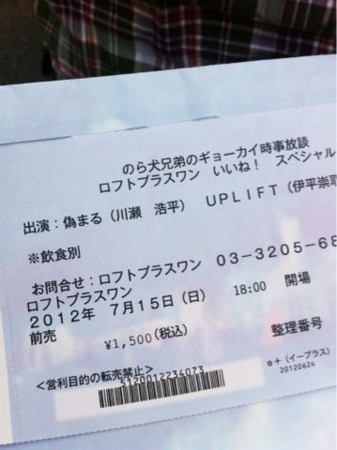 のら犬兄弟のギョーカイ時事放談
ロフトプラスワン いいね! スペシャル
出演:偽まる(川瀬 浩平) UPLIFT(伊平崇耶
※飲食別
お問合せ:ロフトプラスワン 03-3205-68
ロフトプラスワン
2012年 7月15日(日) 18:00 開場
前売 ¥1,500(税込) 整理番号
<営利目的の転売禁止>
5120012234073
e+(イープラス)
20120624